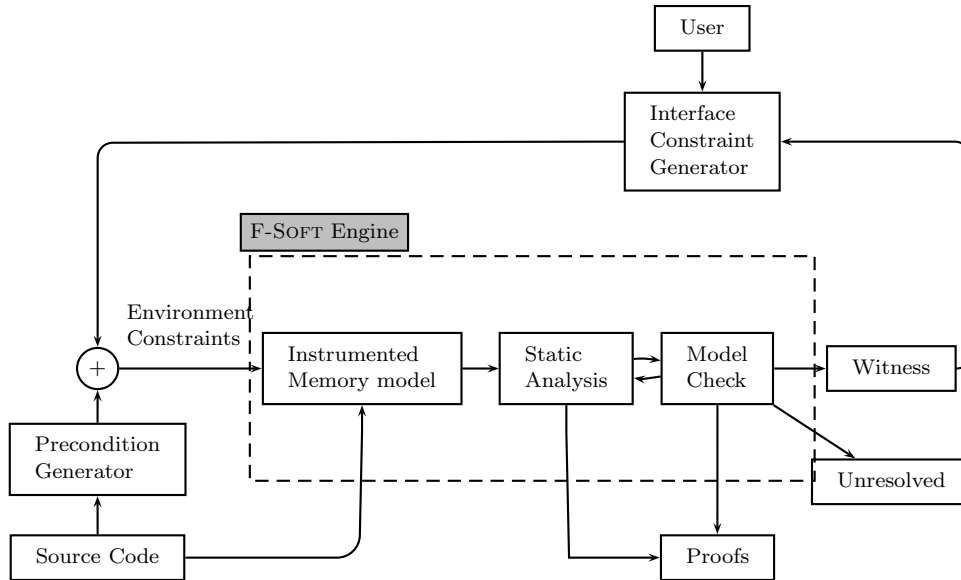 User
Interface
Constraint
Generator
F-SOFT Engine
Environment
Constraints
+
Instrumented
Memory model
Static
Analysis
Model
Check
Witness
Precondition
Generator
Unresolved
Source Code
Proofs